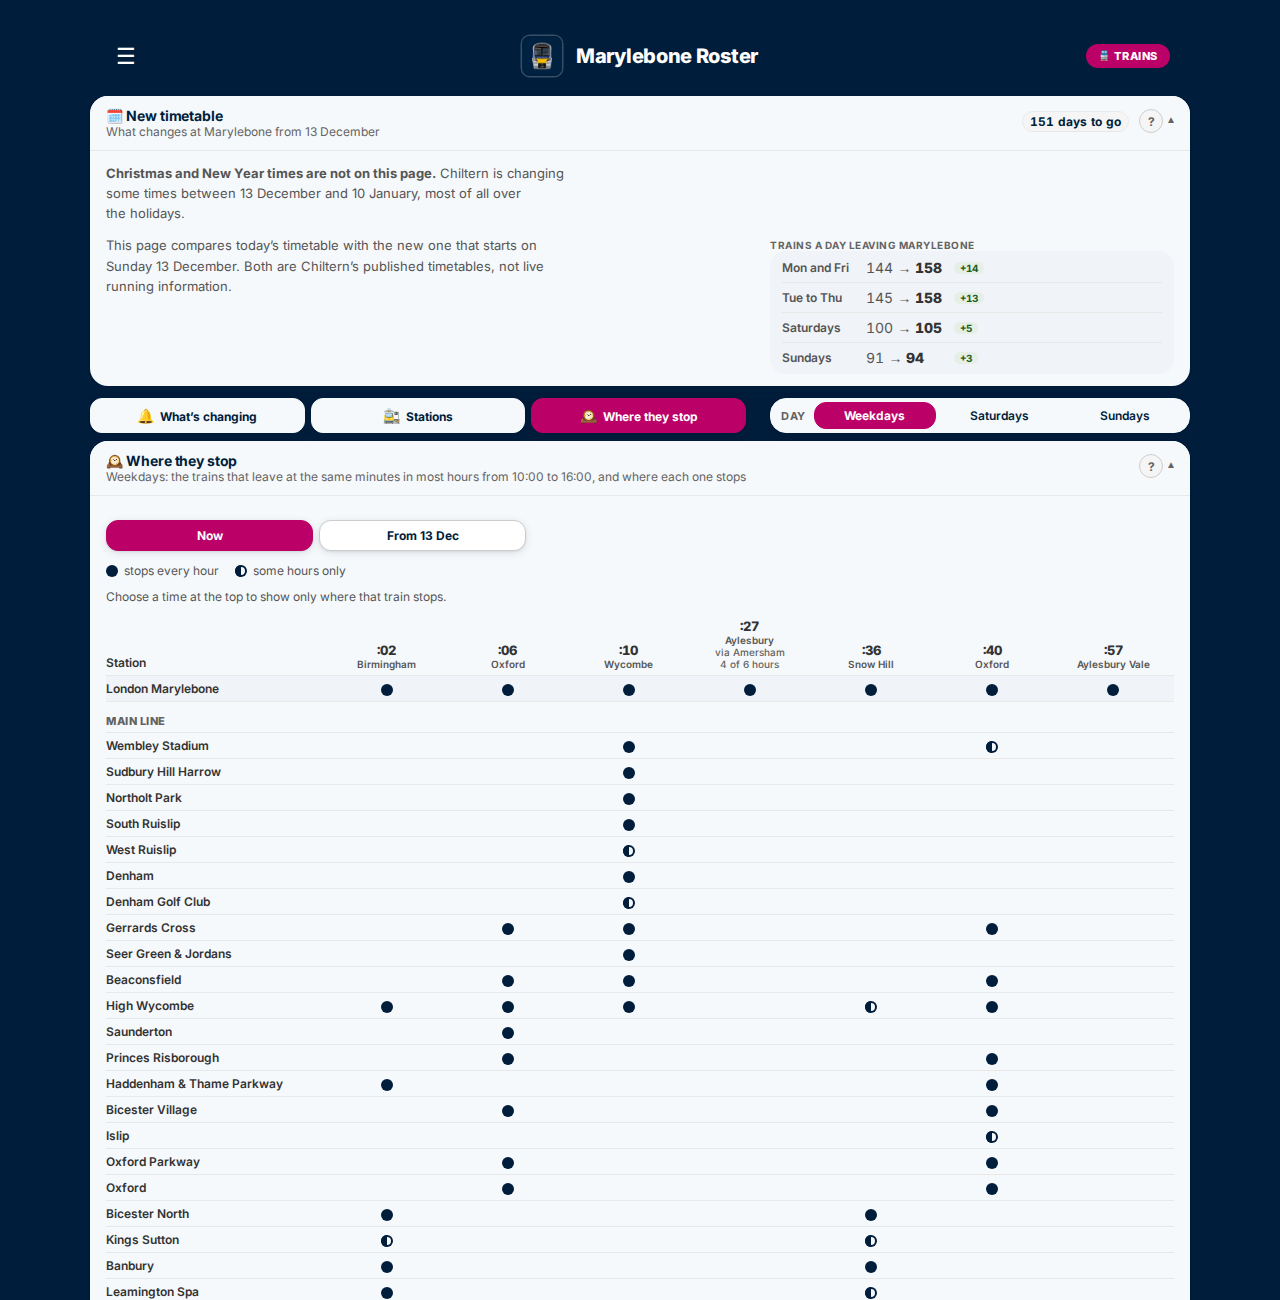 ☰
Marylebone Roster
TRAINS
New timetable
What changes at Marylebone from 13 December
151 days to go
?
▲
Christmas and New Year times are not on this page. Chiltern is changing
some times between 13 December and 10 January, most of all over
the holidays.
This page compares today’s timetable with the new one that starts on
Sunday 13 December. Both are Chiltern’s published timetables, not live
running information.
TRAINS A DAY LEAVING MARYLEBONE
Mon and Fri 144 → 158 +14
Tue to Thu 145 → 158 +13
Saturdays 100 → 105 +5
Sundays 91 → 94 +3
What’s changing
Stations
Where they stop
DAY Weekdays Saturdays Sundays
Where they stop
Weekdays: the trains that leave at the same minutes in most hours from 10:00 to 16:00, and where each one stops
?
▲
Now
From 13 Dec
stops every hour some hours only
Choose a time at the top to show only where that train stops.
Station
:02
Birmingham
:06
Oxford
:10
Wycombe
:27
Aylesbury
via Amersham
4 of 6 hours
:36
Snow Hill
:40
Oxford
:57
Aylesbury Vale
London Marylebone
MAIN LINE
Wembley Stadium
Sudbury Hill Harrow
Northolt Park
South Ruislip
West Ruislip
Denham
Denham Golf Club
Gerrards Cross
Seer Green & Jordans
Beaconsfield
High Wycombe
Saunderton
Princes Risborough
Haddenham & Thame Parkway
Bicester Village
Islip
Oxford Parkway
Oxford
Bicester North
Kings Sutton
Banbury
Leamington Spa